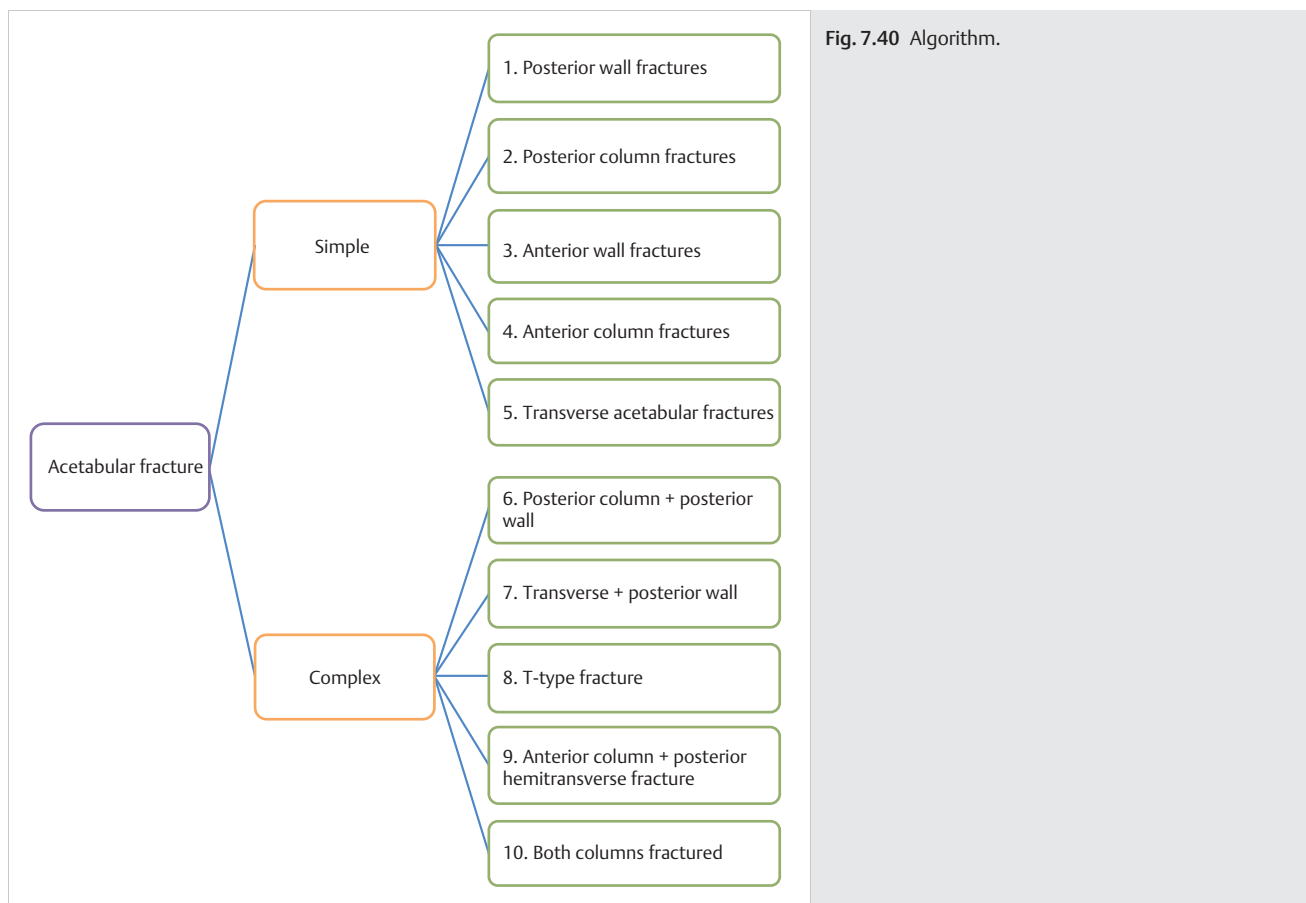 Fig. 7.40 Algorithm.
Acetabular fracture
Simple
1. Posterior wall fractures
2. Posterior column fractures
3. Anterior wall fractures
4. Anterior column fractures
5. Transverse acetabular fractures
Complex
6. Posterior column + posterior
wall
7. Transverse + posterior wall
8. T-type fracture
9. Anterior column + posterior
hemitransverse fracture
10. Both columns fractured